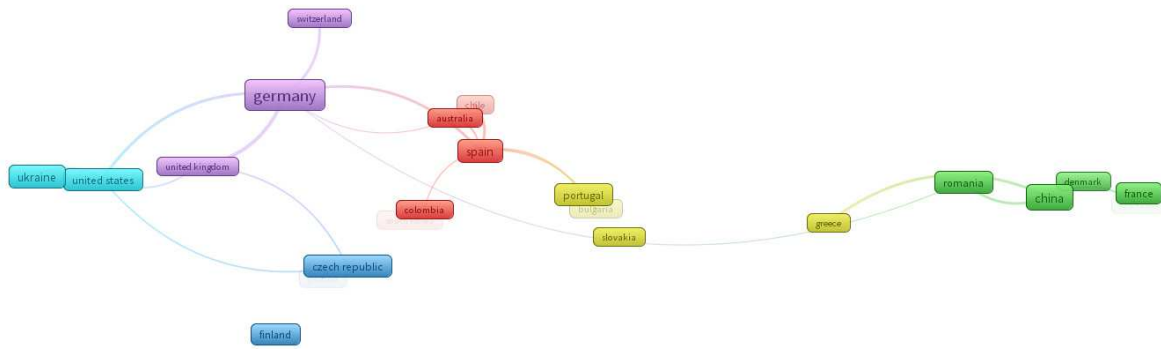 switzerland
germany
chile
australia
spain
united kingdom
ukraine
united states
colombia
portugal
bulgaria
slovakia
greece
romania
denmark
china
france
czech republic
finland